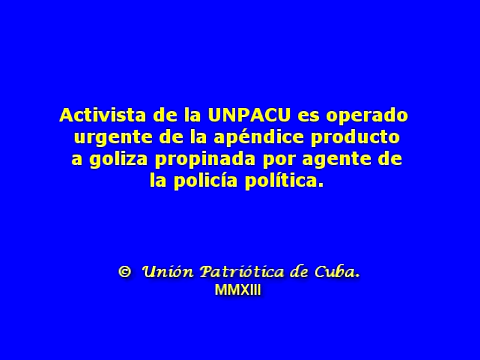 Activista de la UNPACU es operado
urgente de la apéndice producto
a goliza propinada por agente de
la policía política.
© Unión Patriótica de Cuba.
MMXIII